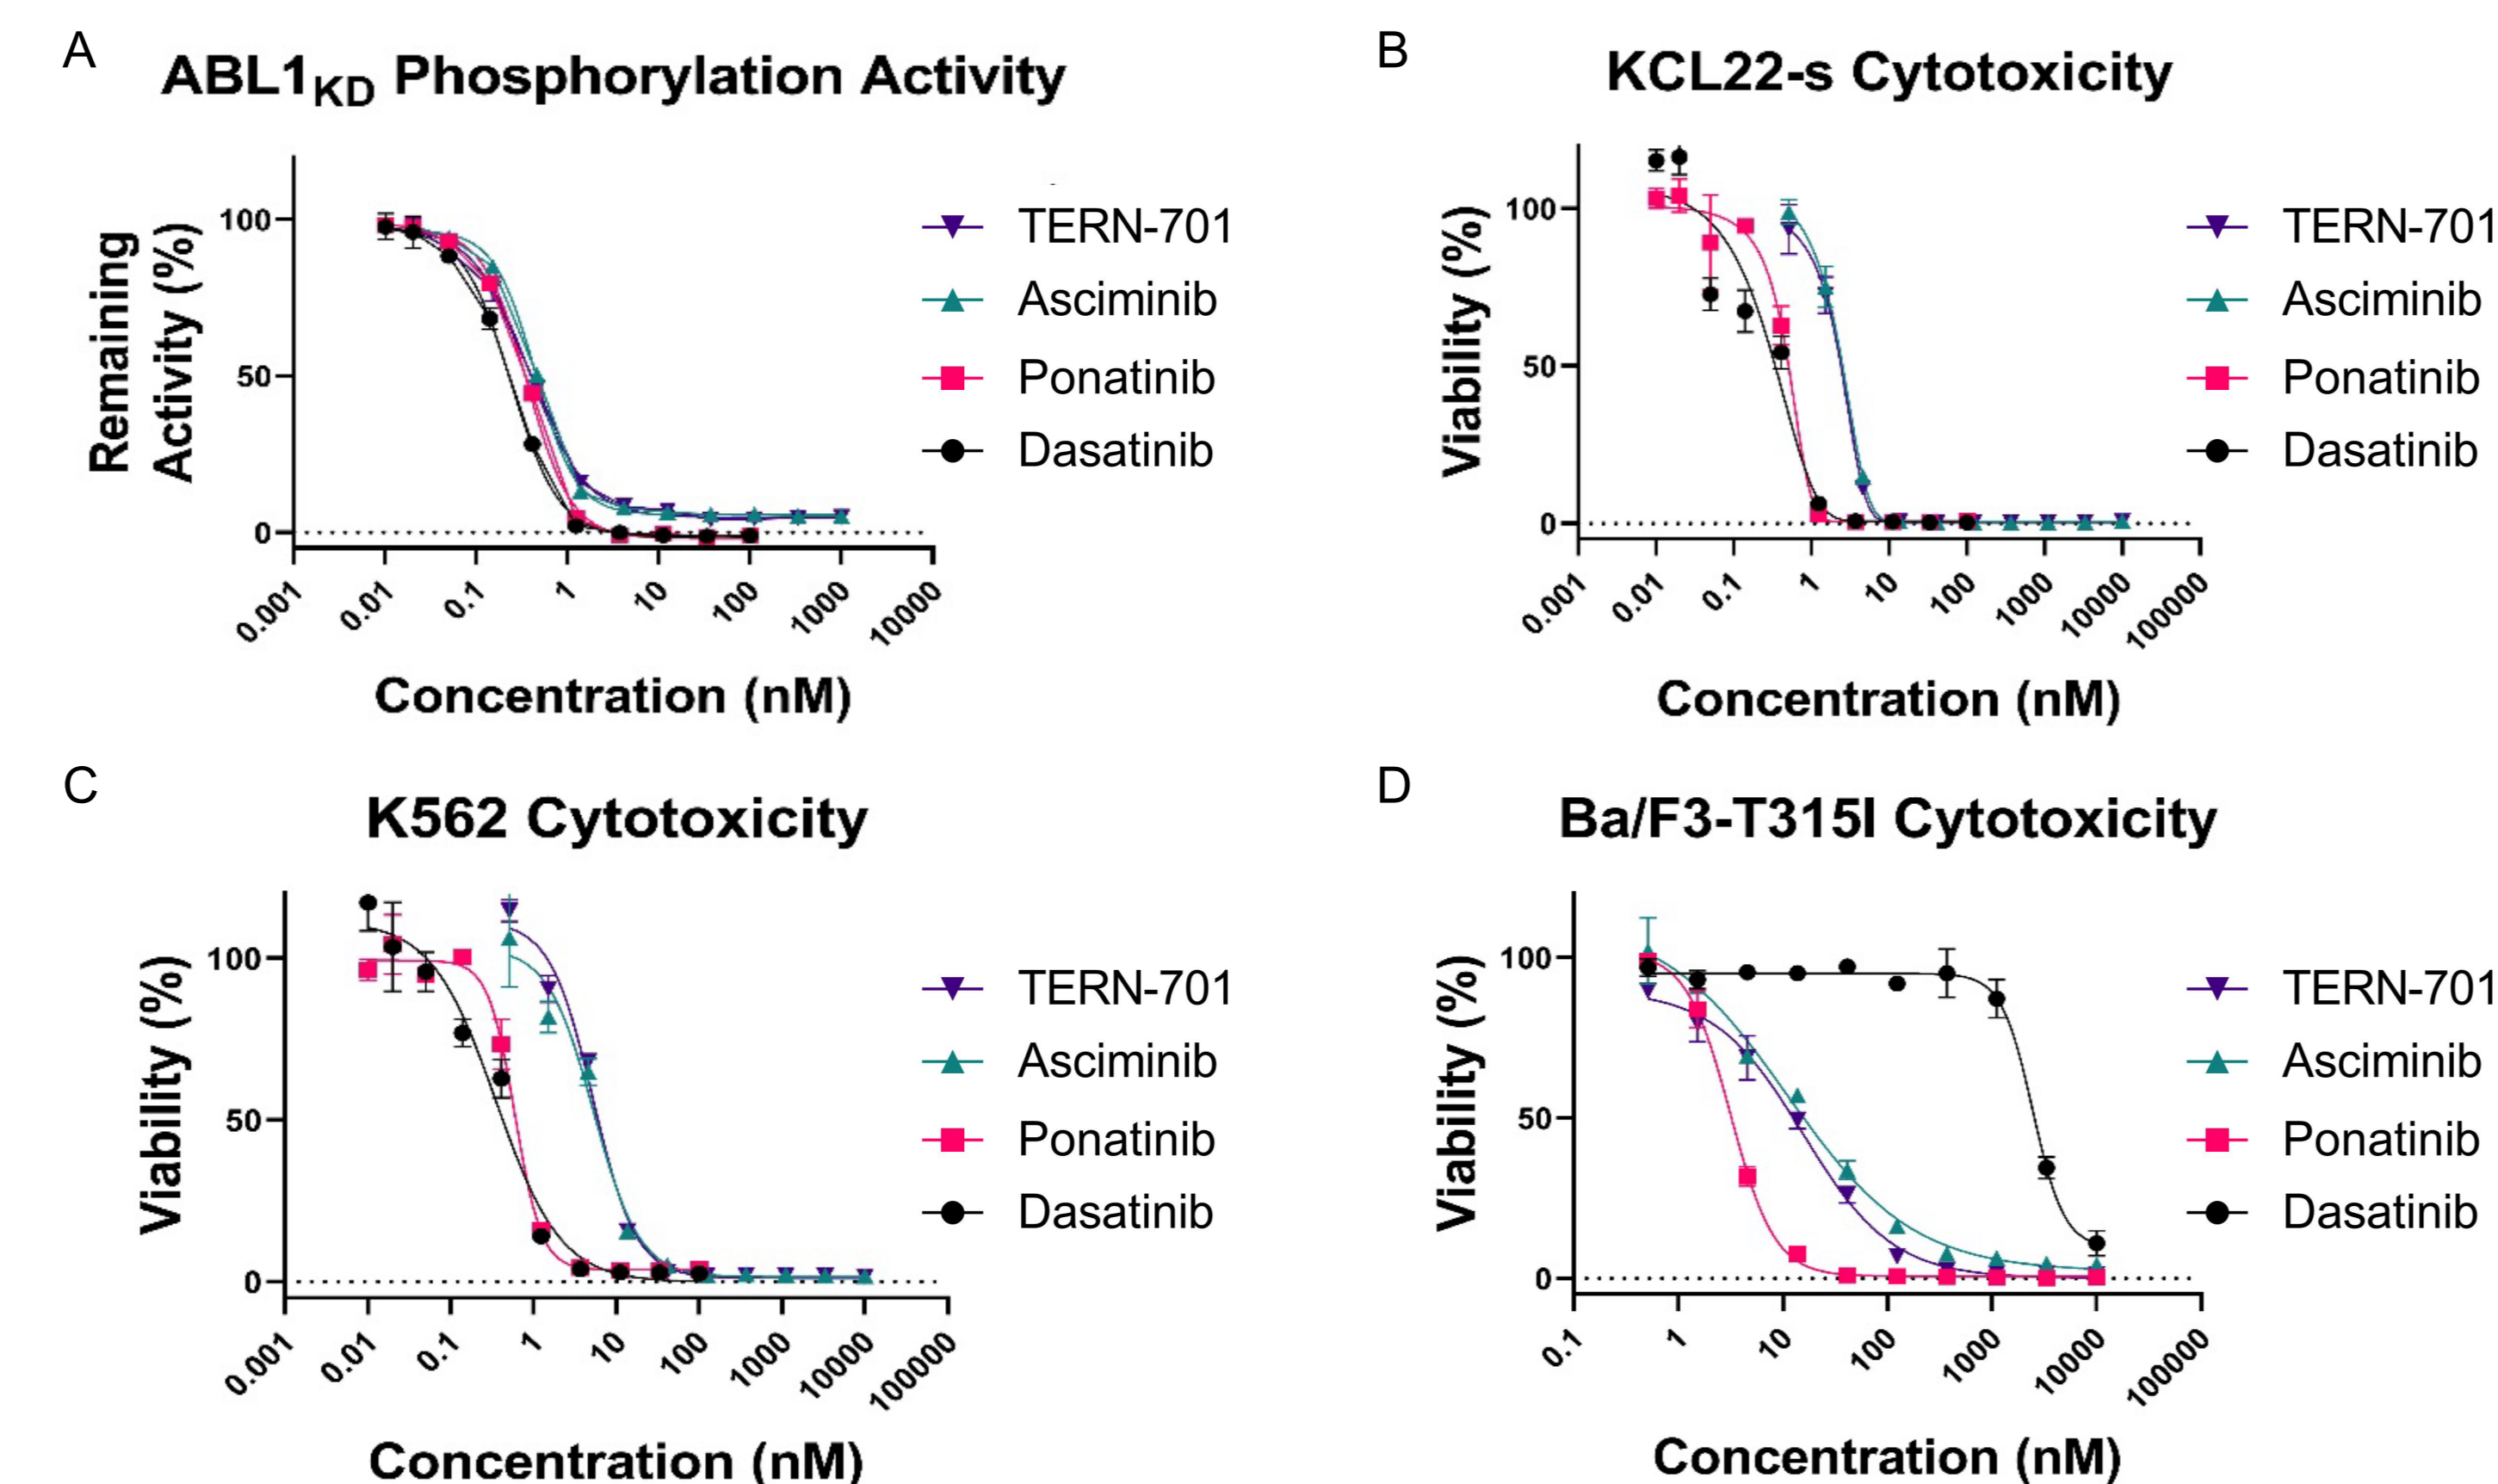 A
ABL1KD Phosphorylation Activity
Remaining
Activity (%)
100
50
0
0.001
0.01
0.1
1
10
100
1000
10000
Concentration (nM)
TERN-701
Asciminib
Ponatinib
Dasatinib
B
KCL22-s Cytotoxicity
Viability (%)
100
50
0
0.001
0.01
0.1
1
10
100
1000
10000
100000
Concentration (nM)
TERN-701
Asciminib
Ponatinib
Dasatinib
C
K562 Cytotoxicity
Viability (%)
100
50
0
0.001
0.01
0.1
1
10
100
1000
10000
100000
Concentration (nM)
TERN-701
Asciminib
Ponatinib
Dasatinib
D
Ba/F3-T315I Cytotoxicity
Viability (%)
100
50
0
0.1
1
10
100
1000
10000
100000
Concentration (nM)
TERN-701
Asciminib
Ponatinib
Dasatinib